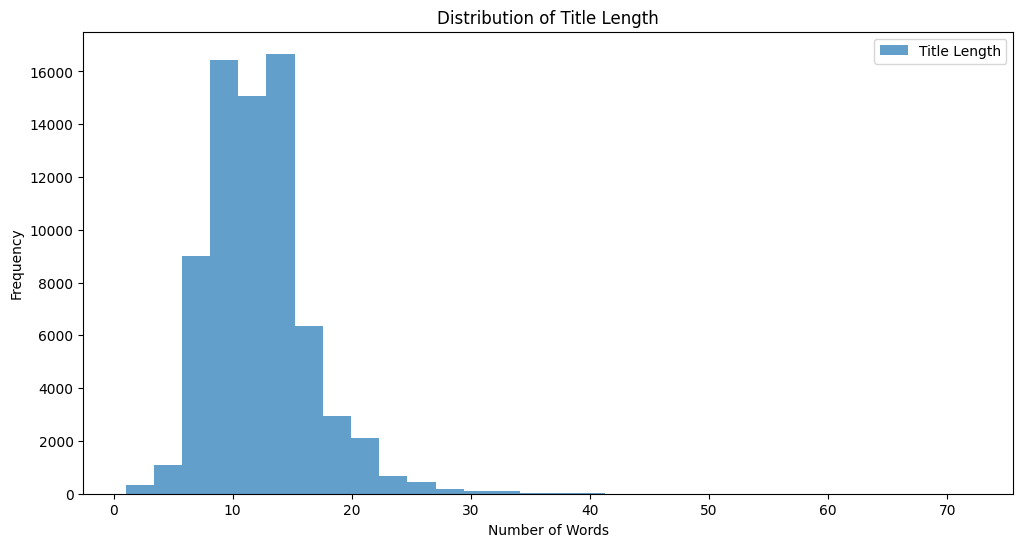 Distribution of Title Length
Title Length
16000
14000
12000
10000
8000
6000
4000
2000
0
Frequency
0 10 20 30 40 50 60 70
Number of Words